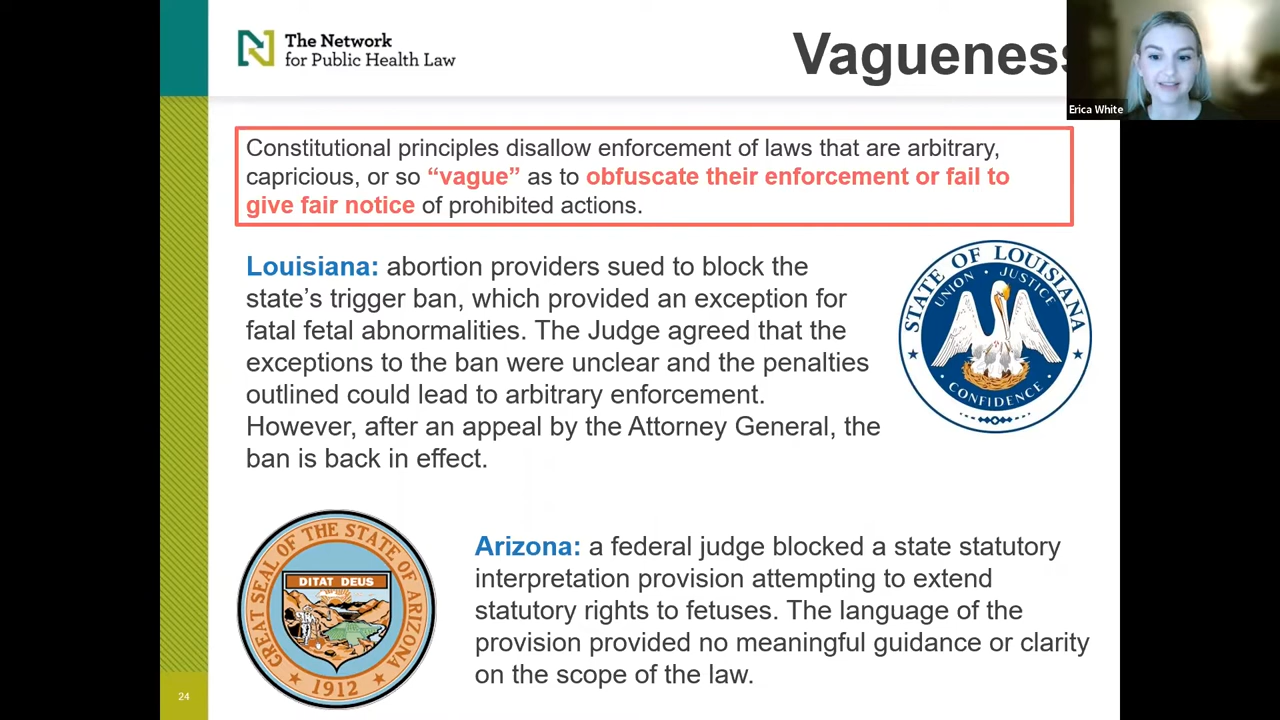 The Network
for Public Health Law
Vagueness
Erica White
Constitutional principles disallow enforcement of laws that are arbitrary,
capricious, or so “vague” as to obfuscate their enforcement or fail to
give fair notice of prohibited actions.
Louisiana: abortion providers sued to block the
state’s trigger ban, which provided an exception for
fatal fetal abnormalities. The Judge agreed that the
exceptions to the ban were unclear and the penalties
outlined could lead to arbitrary enforcement.
However, after an appeal by the Attorney General, the
ban is back in effect.
STATE OF LOUISIANA
UNION · JUSTICE
· CONFIDENCE ·
GREAT SEAL OF THE STATE OF ARIZONA
DITAT DEUS
1912
Arizona: a federal judge blocked a state statutory
interpretation provision attempting to extend
statutory rights to fetuses. The language of the
provision provided no meaningful guidance or clarity
on the scope of the law.
24